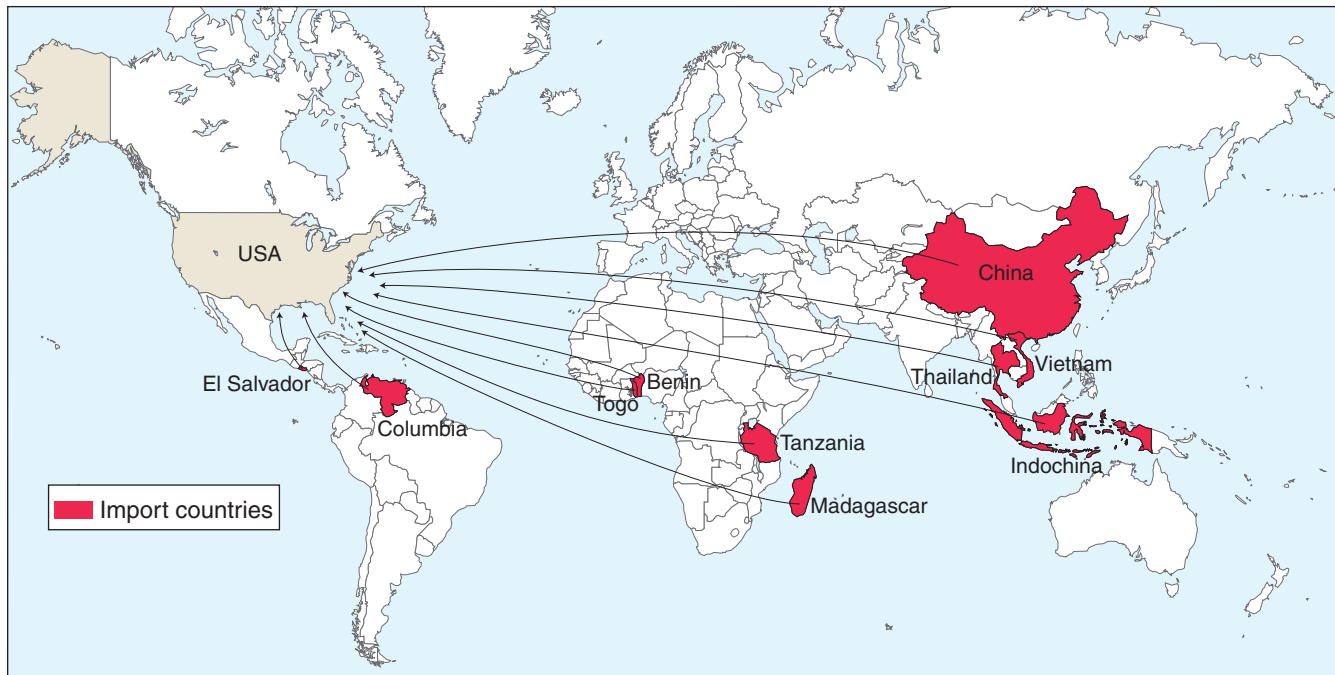 USA
China
El Salvador
Benin
Togo
Thailand
Vietnam
Columbia
Tanzania
Indochina
Madagascar
Import countries